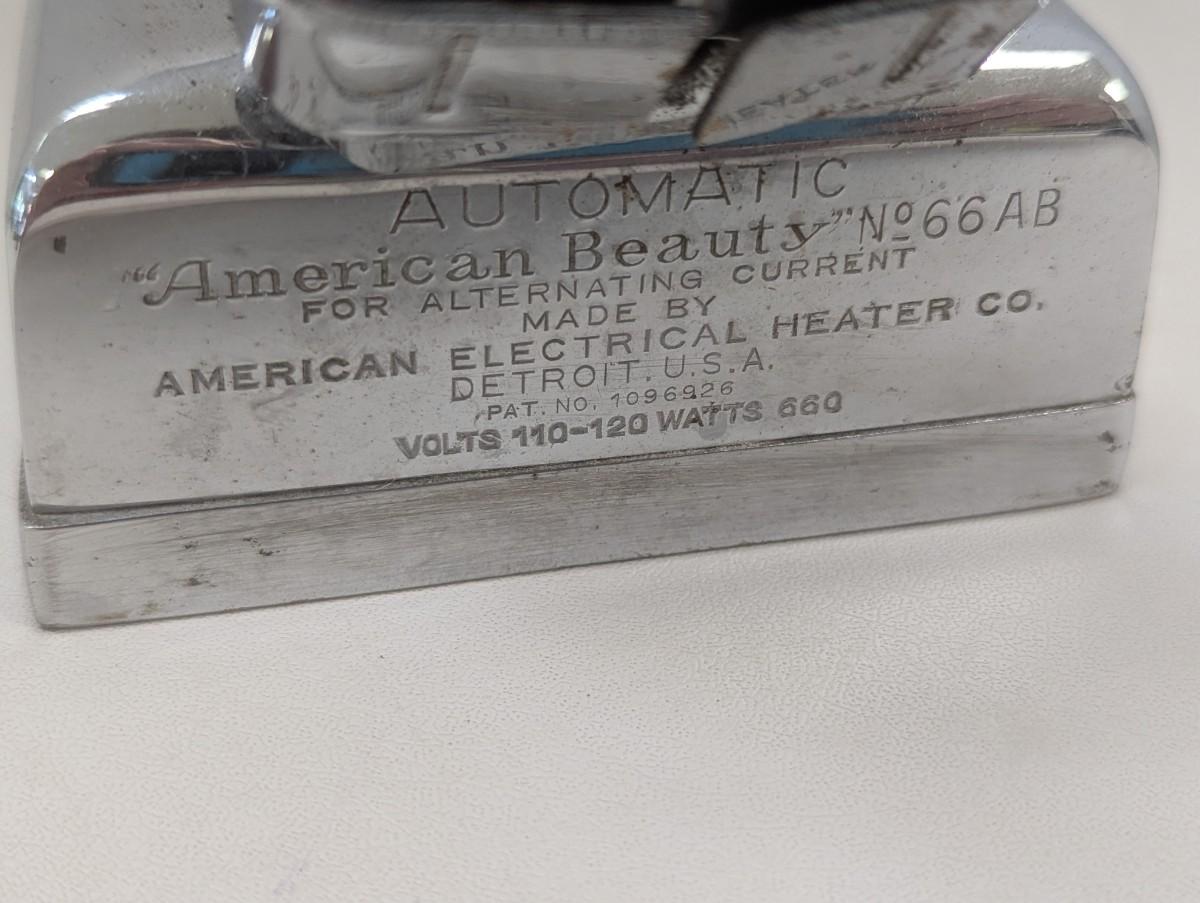 AUTOMATIC
"American Beauty" Nº 66AB
FOR ALTERNATING CURRENT
MADE BY
AMERICAN ELECTRICAL HEATER CO.
DETROIT. U.S.A.
PAT. NO. 1096926
VOLTS 110-120 WATTS 660